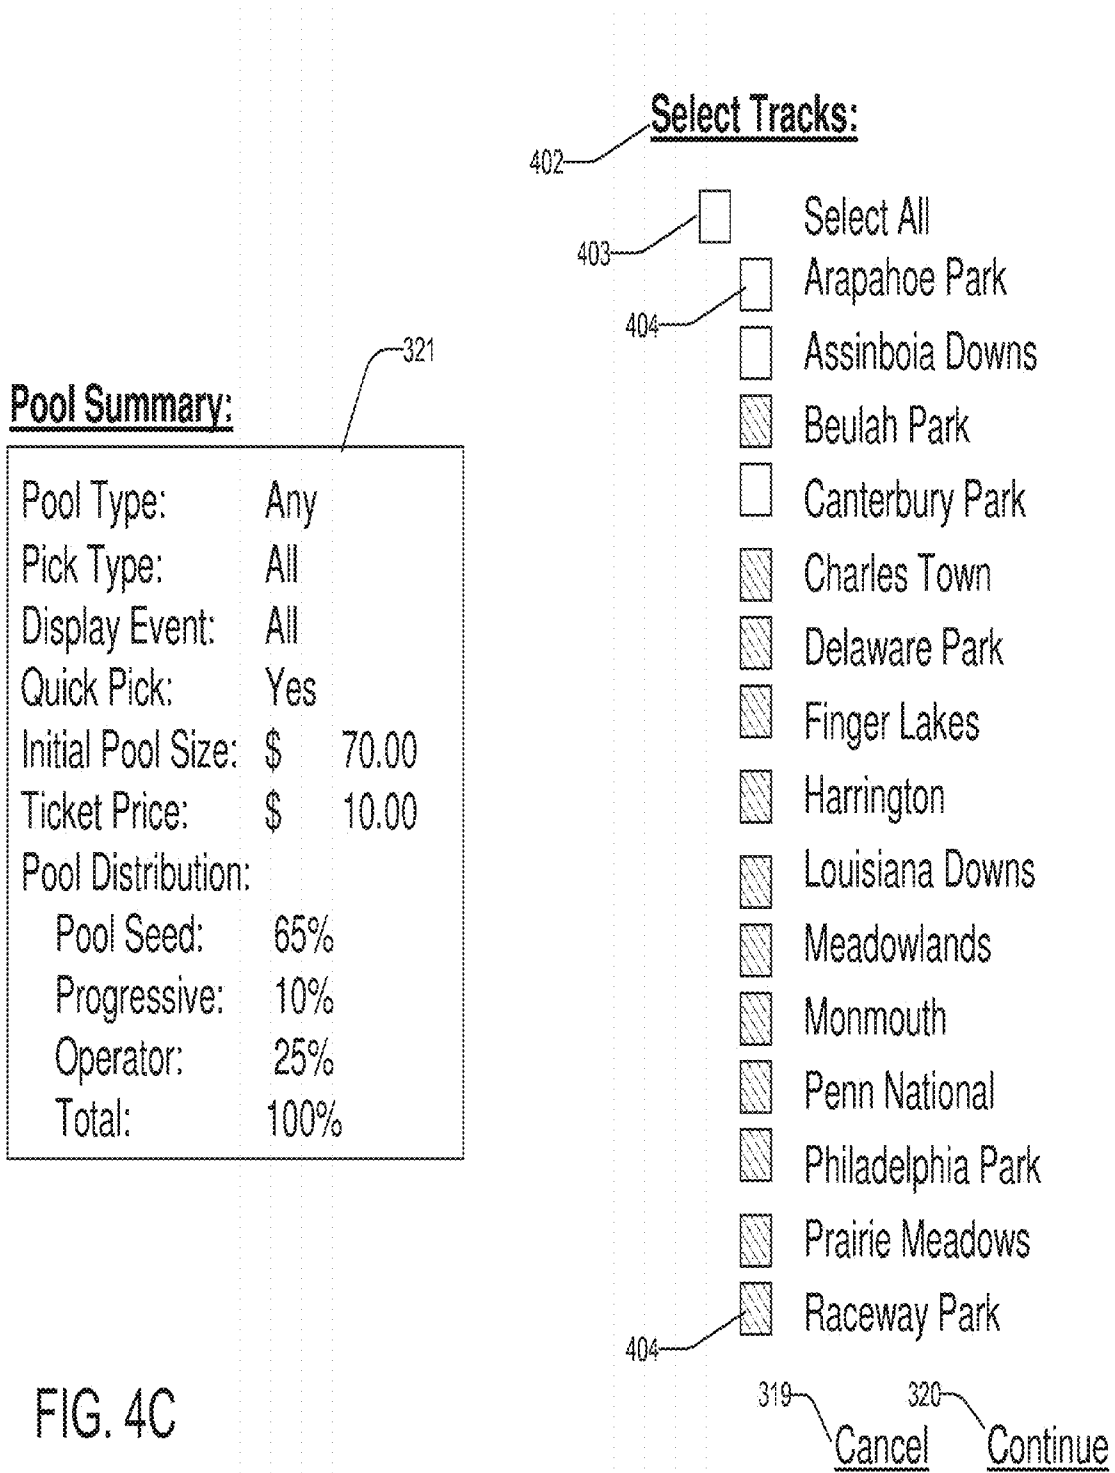 Select Tracks:
402
403
Select All
404
Arapahoe Park
Assinboia Downs
Beulah Park
Canterbury Park
Charles Town
Delaware Park
Finger Lakes
Harrington
Louisiana Downs
Meadowlands
Monmouth
Penn National
Philadelphia Park
Prairie Meadows
Raceway Park
404
321
Pool Summary:
Pool Type: Any
Pick Type: All
Display Event: All
Quick Pick: Yes
Initial Pool Size: $ 70.00
Ticket Price: $ 10.00
Pool Distribution:
Pool Seed: 65%
Progressive: 10%
Operator: 25%
Total: 100%
319
320
Cancel Continue
FIG. 4C